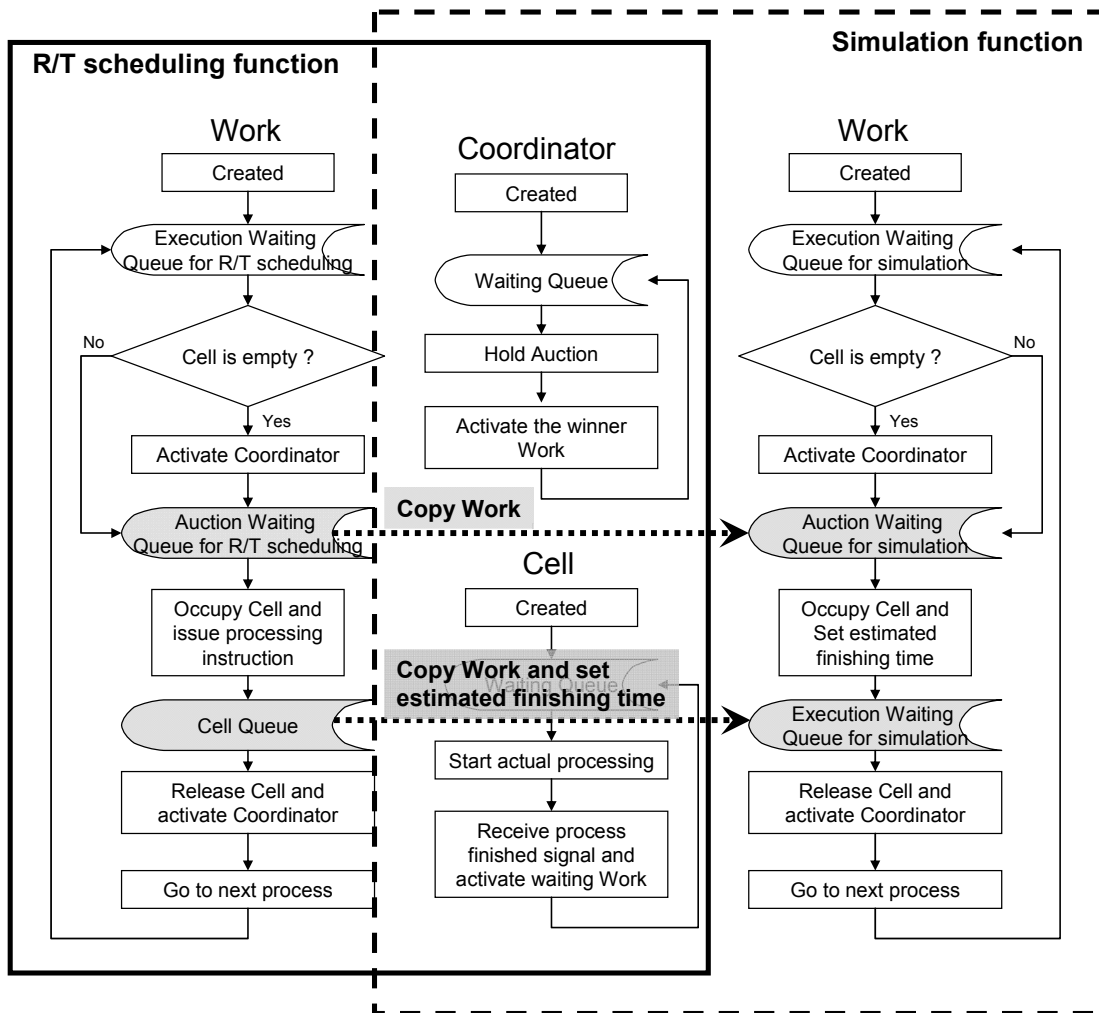 Simulation function
R/T scheduling function
Work
Created
Execution Waiting
Queue for R/T scheduling
Cell is empty ?
No
Yes
Activate Coordinator
Auction Waiting
Queue for R/T scheduling
Occupy Cell and
issue processing
instruction
Cell Queue
Release Cell and
activate Coordinator
Go to next process
Coordinator
Created
Waiting Queue
Hold Auction
Activate the winner
Work
Copy Work
Cell
Created
Waiting Queue
Copy Work and set
estimated finishing time
Start actual processing
Receive process
finished signal and
activate waiting Work
Work
Created
Execution Waiting
Queue for simulation
Cell is empty ?
No
Yes
Activate Coordinator
Auction Waiting
Queue for simulation
Occupy Cell and
Set estimated
finishing time
Execution Waiting
Queue for simulation
Release Cell and
activate Coordinator
Go to next process